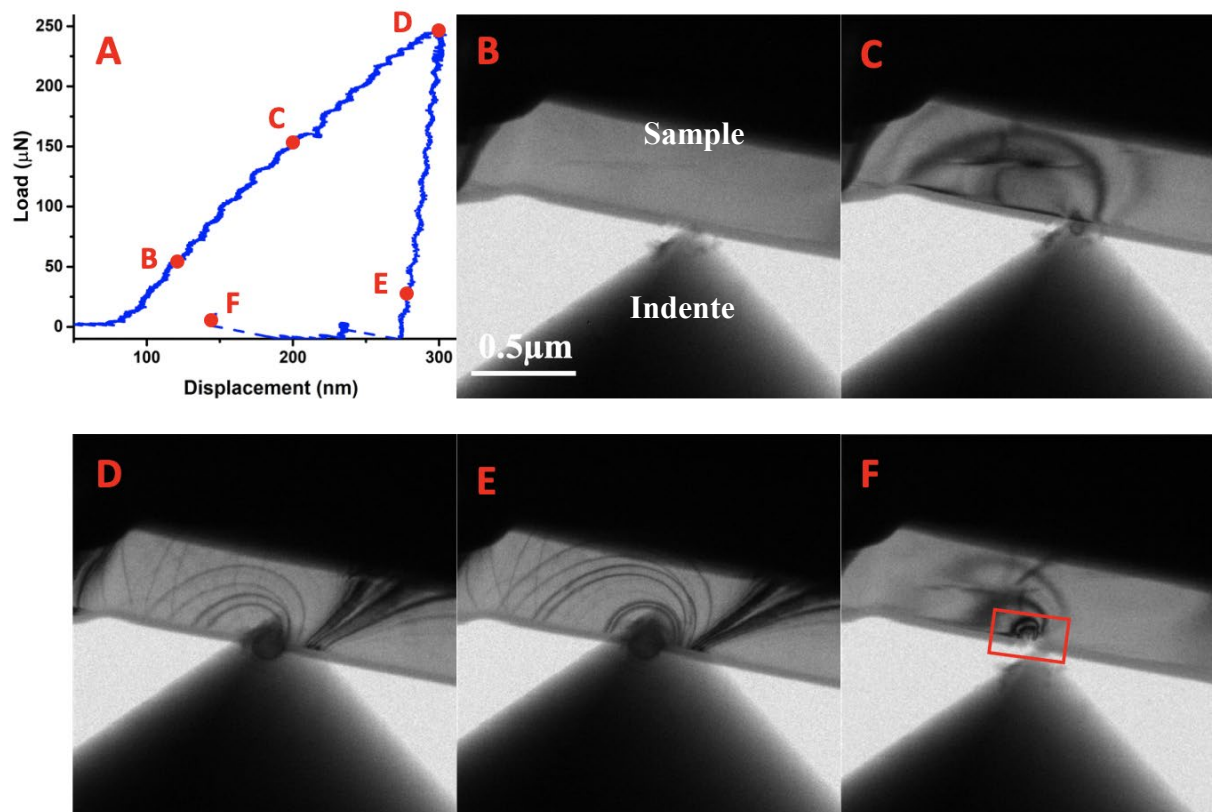 A
250
200
150
100
50
0
Load (μN)
B
C
D
E
F
100
200
300
Displacement (nm)
B
Sample
Indente
0.5μm
C
D
E
F